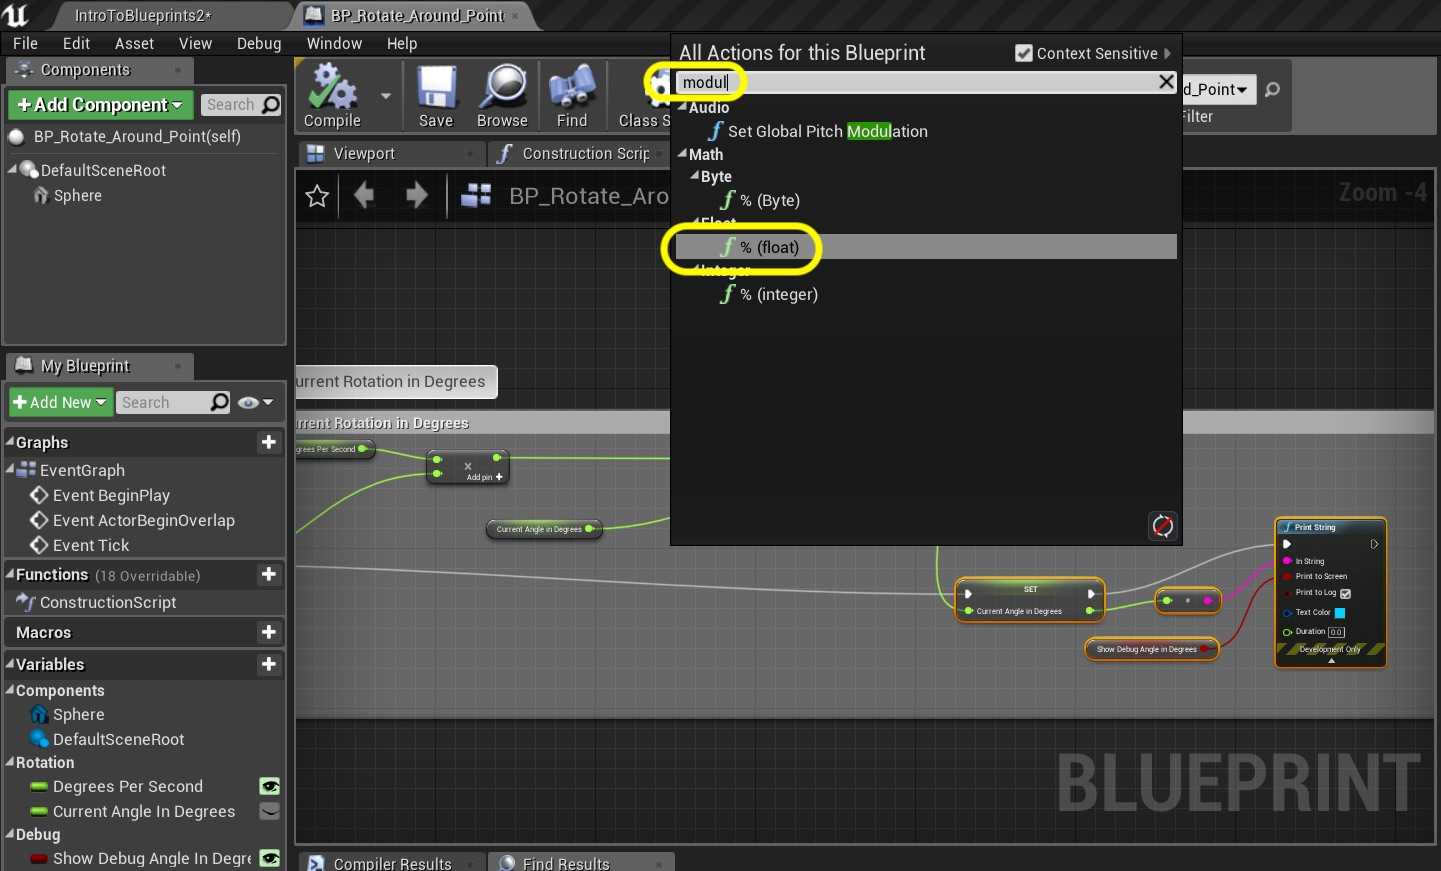 IntroToBlueprints2*
BP_Rotate_Around_Point
File Edit Asset View Debug Window Help
Components
+Add Component
Search
BP_Rotate_Around_Point(self)
DefaultSceneRoot
Sphere
Compile
Save
Browse
Find
Class S
d_Point
ilter
Viewport
Construction Scrip
BP_Rotate_Aro
Zoom -4
All Actions for this Blueprint
Context Sensitive
modul
Audio
Set Global Pitch Modulation
Math
Byte
% (Byte)
Float
% (float)
Integer
% (integer)
My Blueprint
+Add New
Search
Graphs
EventGraph
Event BeginPlay
Event ActorBeginOverlap
Event Tick
Functions (18 Overridable)
ConstructionScript
Macros
Variables
Components
Sphere
DefaultSceneRoot
Rotation
Degrees Per Second
Current Angle In Degrees
Debug
Show Debug Angle In Degre
urrent Rotation in Degrees
rrent Rotation in Degrees
grees Per Second
x
Add pin +
Current Angle in Degrees
SET
Current Angle in Degrees
Show Debug Angle in Degrees
Print String
In String
Print to Screen
Print to Log
Text Color
Duration 0.0
Development Only
BLUEPRINT
Compiler Results
Find Results